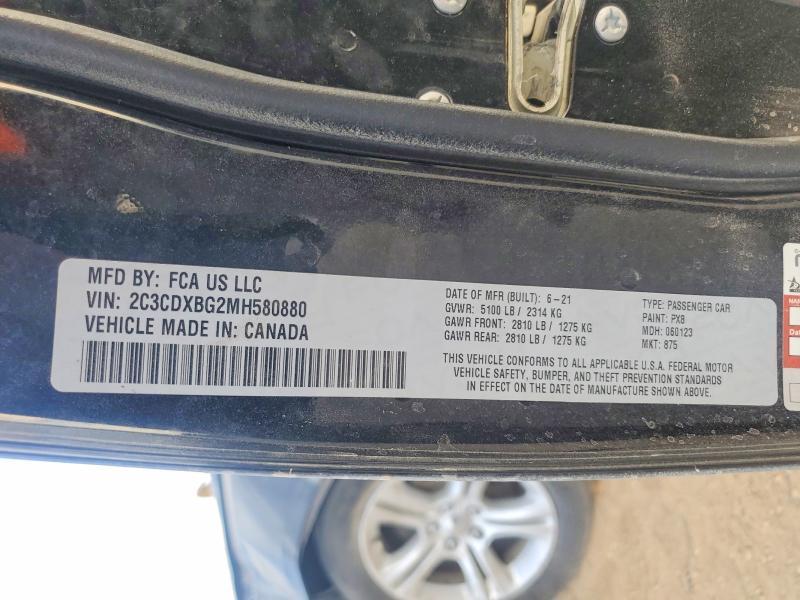 MFD BY: FCA US LLC
VIN: 2C3CDXBG2MH580880
VEHICLE MADE IN: CANADA
DATE OF MFR (BUILT): 6-21
GVWR: 5100 LB / 2314 KG
GAWR FRONT: 2810 LB / 1275 KG
GAWR REAR: 2810 LB / 1275 KG
TYPE: PASSENGER CAR
PAINT: PX8
MDH: 060123
MKT: 875
THIS VEHICLE CONFORMS TO ALL APPLICABLE U.S.A. FEDERAL MOTOR
VEHICLE SAFETY, BUMPER, AND THEFT PREVENTION STANDARDS
IN EFFECT ON THE DATE OF MANUFACTURE SHOWN ABOVE.